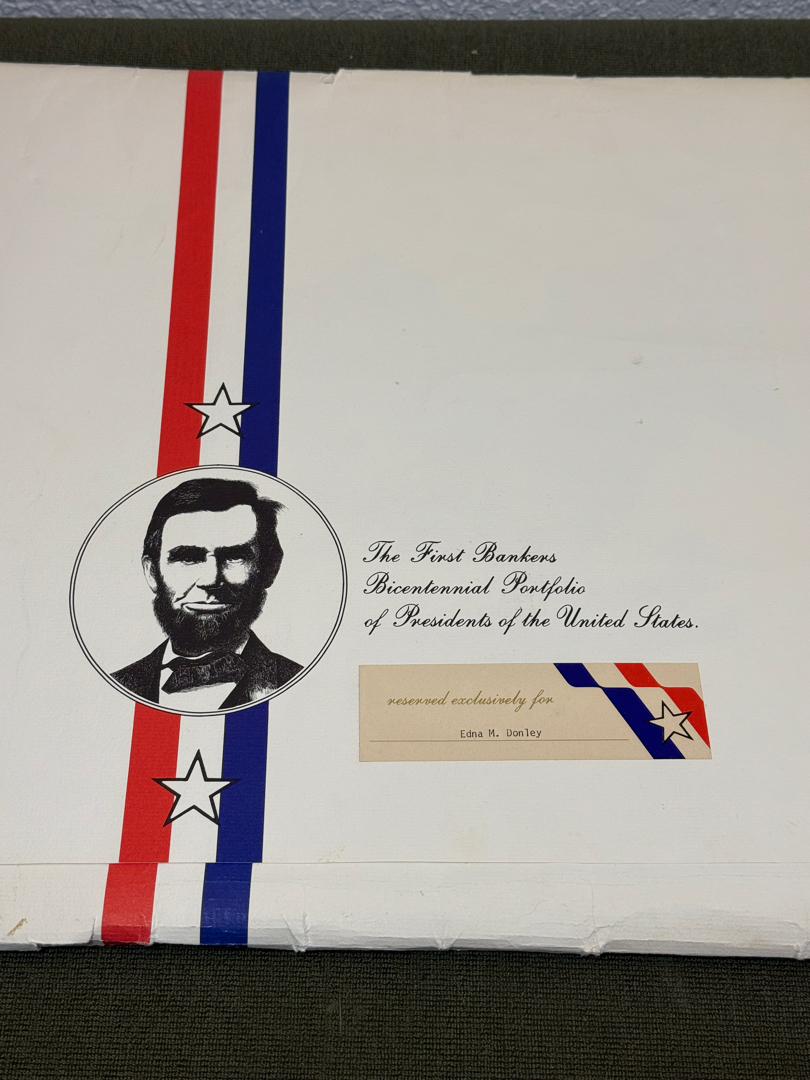 The First Bankers
Bicentennial Portfolio
of Presidents of the United States.
reserved exclusively for
Edna M. Donley